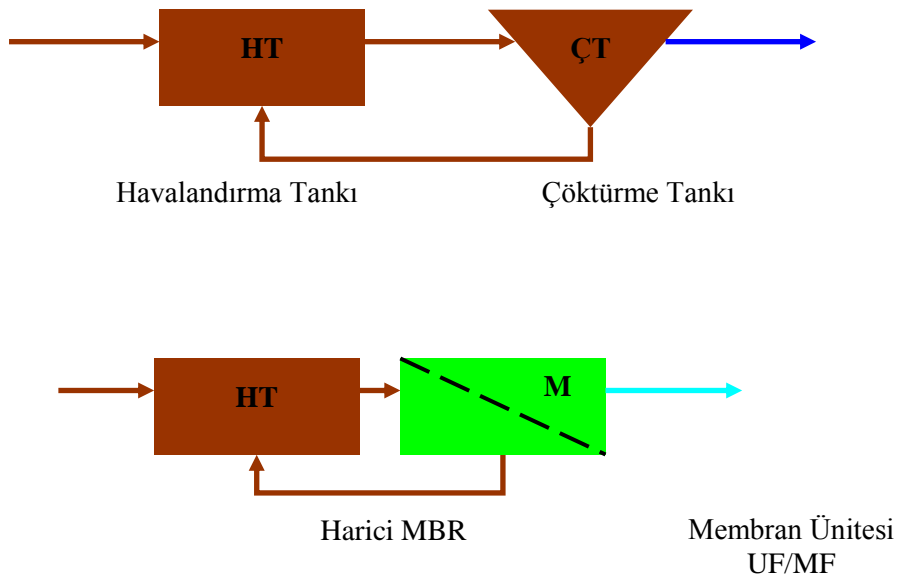 HT
ÇT
Havalandırma Tankı
Çöktürme Tankı
HT
M
Harici MBR
Membran Ünitesi
UF/MF